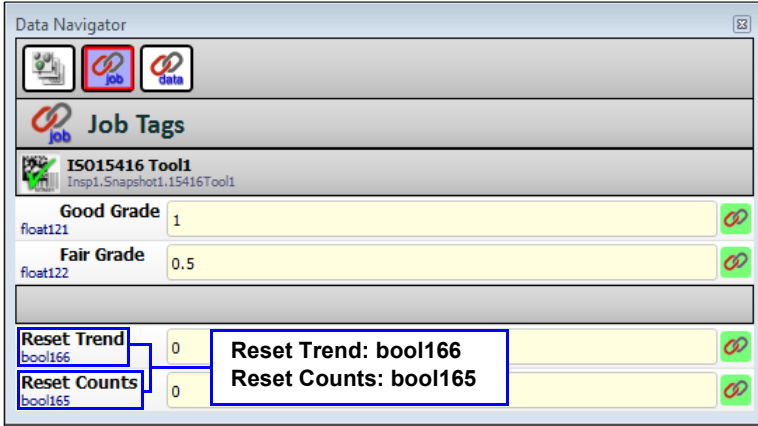 Data Navigator
job
data
job
Job Tags
ISO15416 Tool1
Insp1.Snapshot1.15416Tool1
Good Grade
float121
1
Fair Grade
float122
0.5
Reset Trend
bool166
0
Reset Counts
bool165
0
Reset Trend: bool166
Reset Counts: bool165